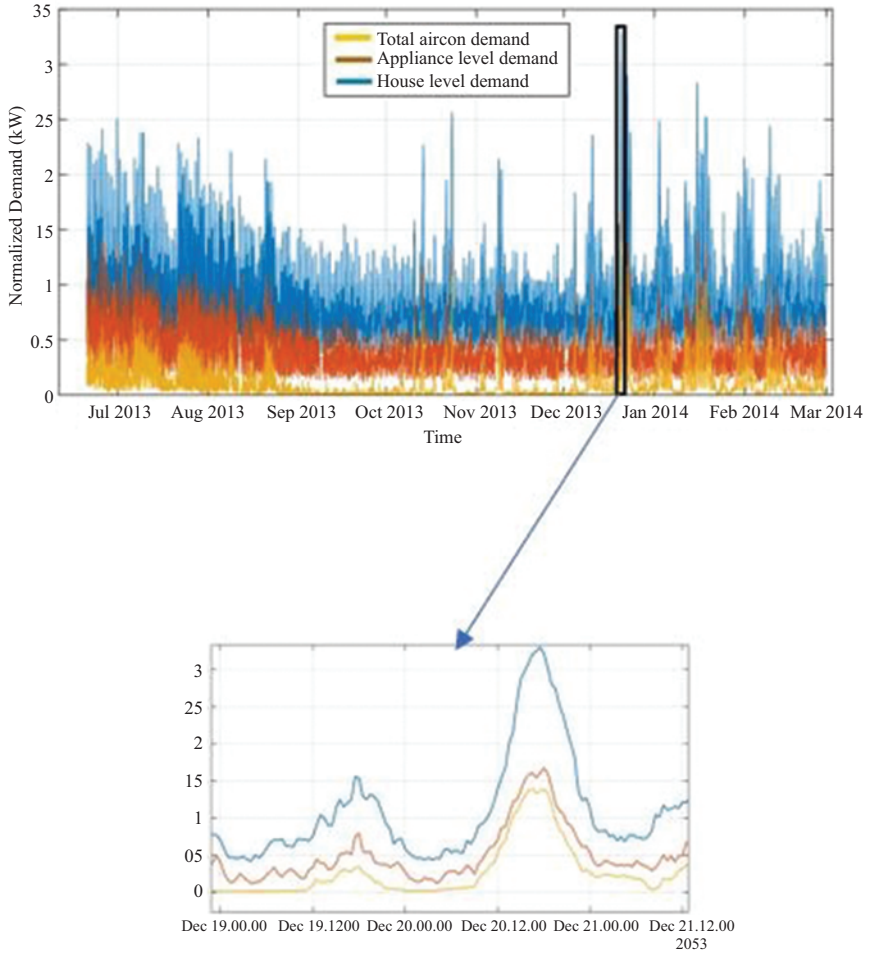 35
3
25
2
15
1
0.5
0
Normalized Demand (kW)
Total aircon demand
Appliance level demand
House level demand
Jul 2013 Aug 2013 Sep 2013 Oct 2013 Nov 2013 Dec 2013 Jan 2014 Feb 2014 Mar 2014
Time
3
25
2
15
1
05
0
Dec 19.00.00 Dec 19.1200 Dec 20.00.00 Dec 20.12.00 Dec 21.00.00 Dec 21.12.00
2053